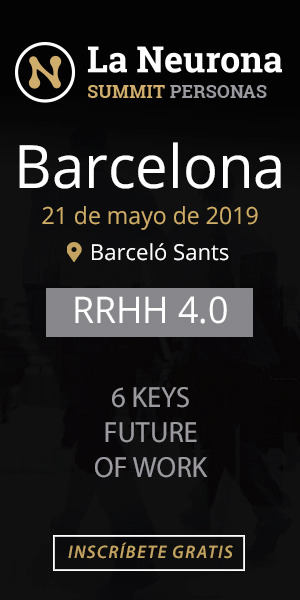 La Neurona
SUMMIT PERSONAS
Barcelona
21 de mayo de 2019
Barceló Sants
RRHH 4.0
6 KEYS
FUTURE
OF WORK
INSCRÍBETE GRATIS